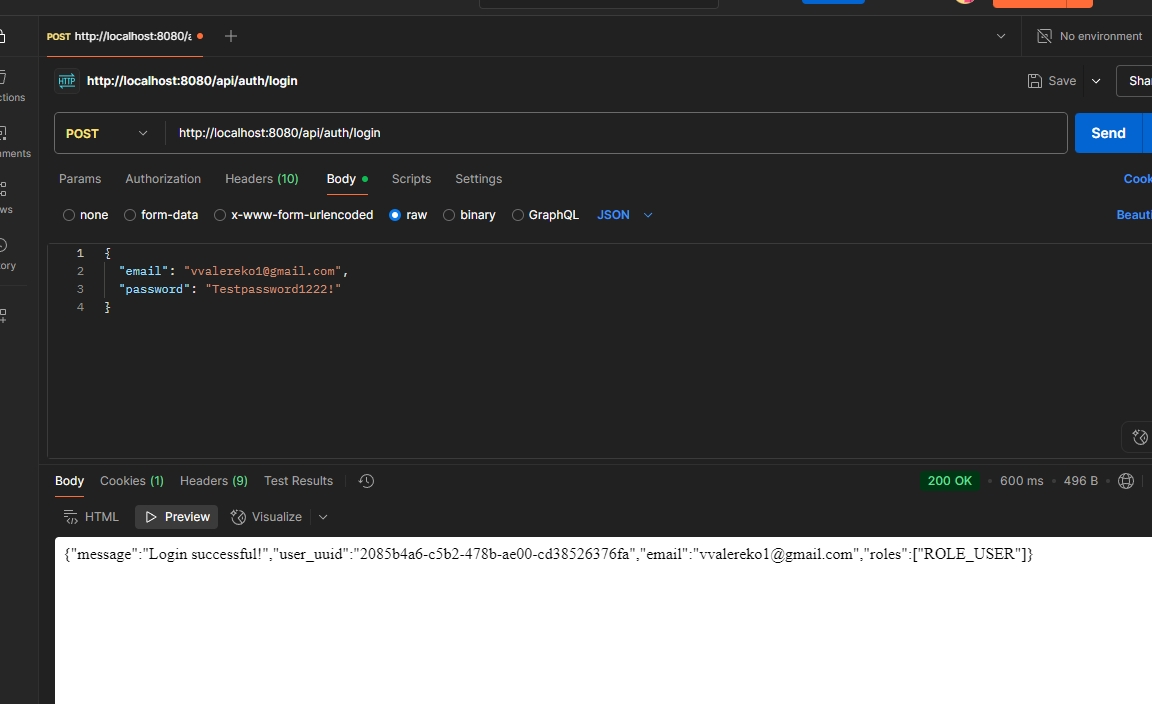 POST http://localhost:8080/a
No environment
HTTP http://localhost:8080/api/auth/login
Save
Sha
ctions
POST http://localhost:8080/api/auth/login
Send
nments
Params Authorization Headers (10) Body Scripts Settings
Cook
ws
none form-data x-www-form-urlencoded raw binary GraphQL JSON
Beauti
1 {
ory
2 "email": "vvalereko1@gmail.com",
3 "password": "Testpassword1222!"
4 }
Body Cookies (1) Headers (9) Test Results
200 OK • 600 ms • 496 B •
HTML Preview Visualize
{"message":"Login successful!","user_uuid":"2085b4a6-c5b2-478b-ae00-cd38526376fa","email":"vvalereko1@gmail.com","roles":["ROLE_USER"]}